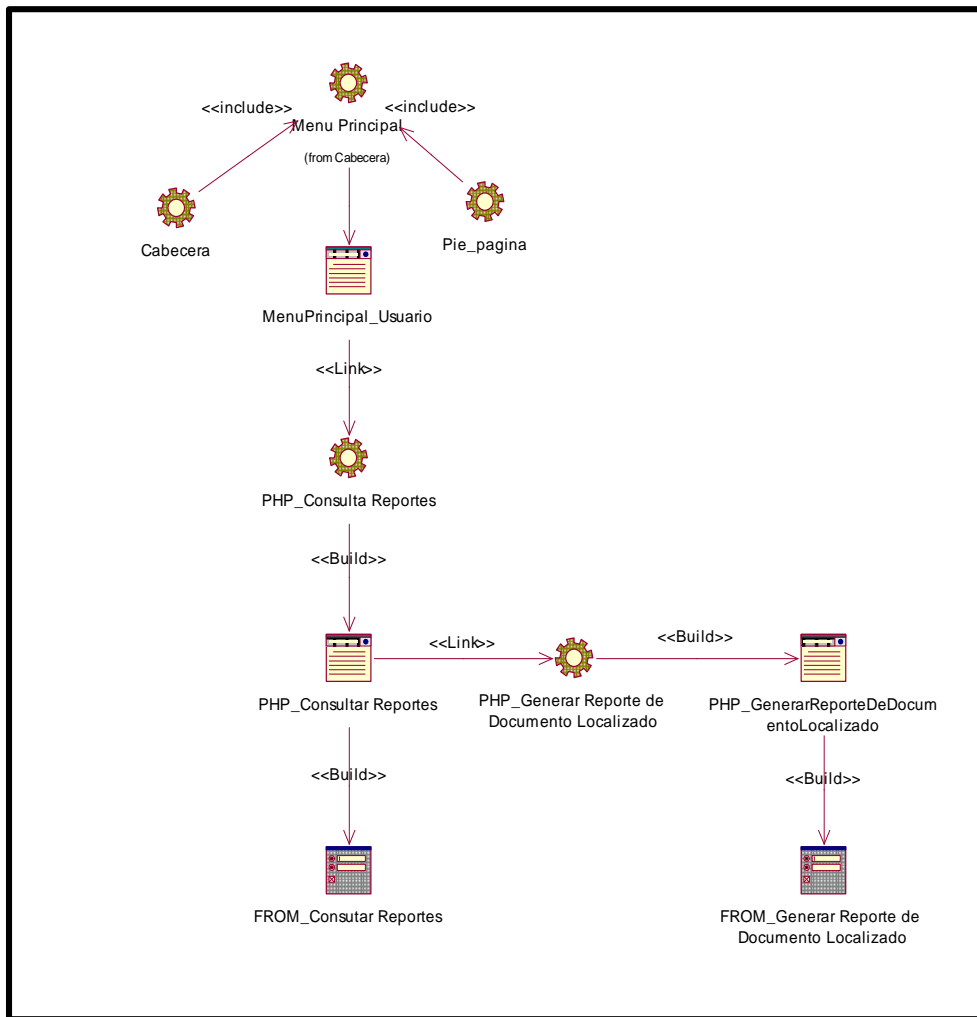 <<include>>
<<include>>
Menu Principal
(from Cabecera)
Cabecera
Pie_pagina
MenuPrincipal_Usuario
<<Link>>
PHP_Consulta Reportes
<<Build>>
<<Link>>
<<Build>>
PHP_Consultar Reportes
PHP_Generar Reporte de
Documento Localizado
PHP_GenerarReporteDeDocum
entoLocalizado
<<Build>>
<<Build>>
FROM_Consutar Reportes
FROM_Generar Reporte de
Documento Localizado